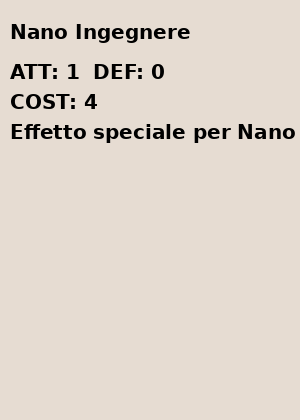 Nano Ingegnere
ATT: 1 DEF: 0
COST: 4
Effetto speciale per Nano